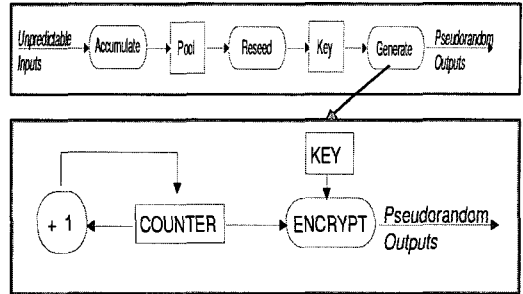 Unpredictable
Inputs
Accumulate
Pool
Reseed
Key
Generate
Pseudorandom
Outputs
KEY
+ 1
COUNTER
ENCRYPT
Pseudorandom
Outputs